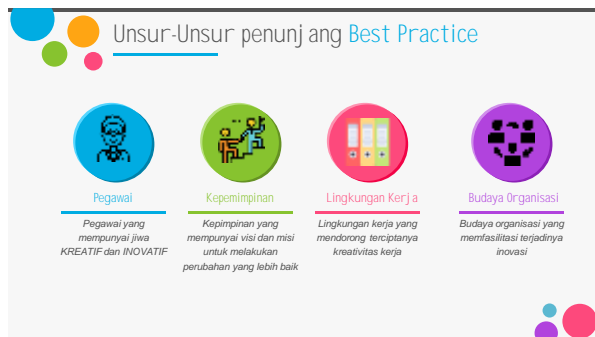 Unsur-Unsur penunjang Best Practice
Pegawai
Pegawai yang
mempunyai jiwa
KREATIF dan INOVATIF
Kepemimpinan
Kepimpinan yang
mempunyai visi dan misi
untuk melakukan
perubahan yang lebih baik
Lingkungan Kerja
Lingkungan kerja yang
mendorong terciptanya
kreativitas kerja
Budaya Organisasi
Budaya organisasi yang
memfasilitasi terjadinya
inovasi